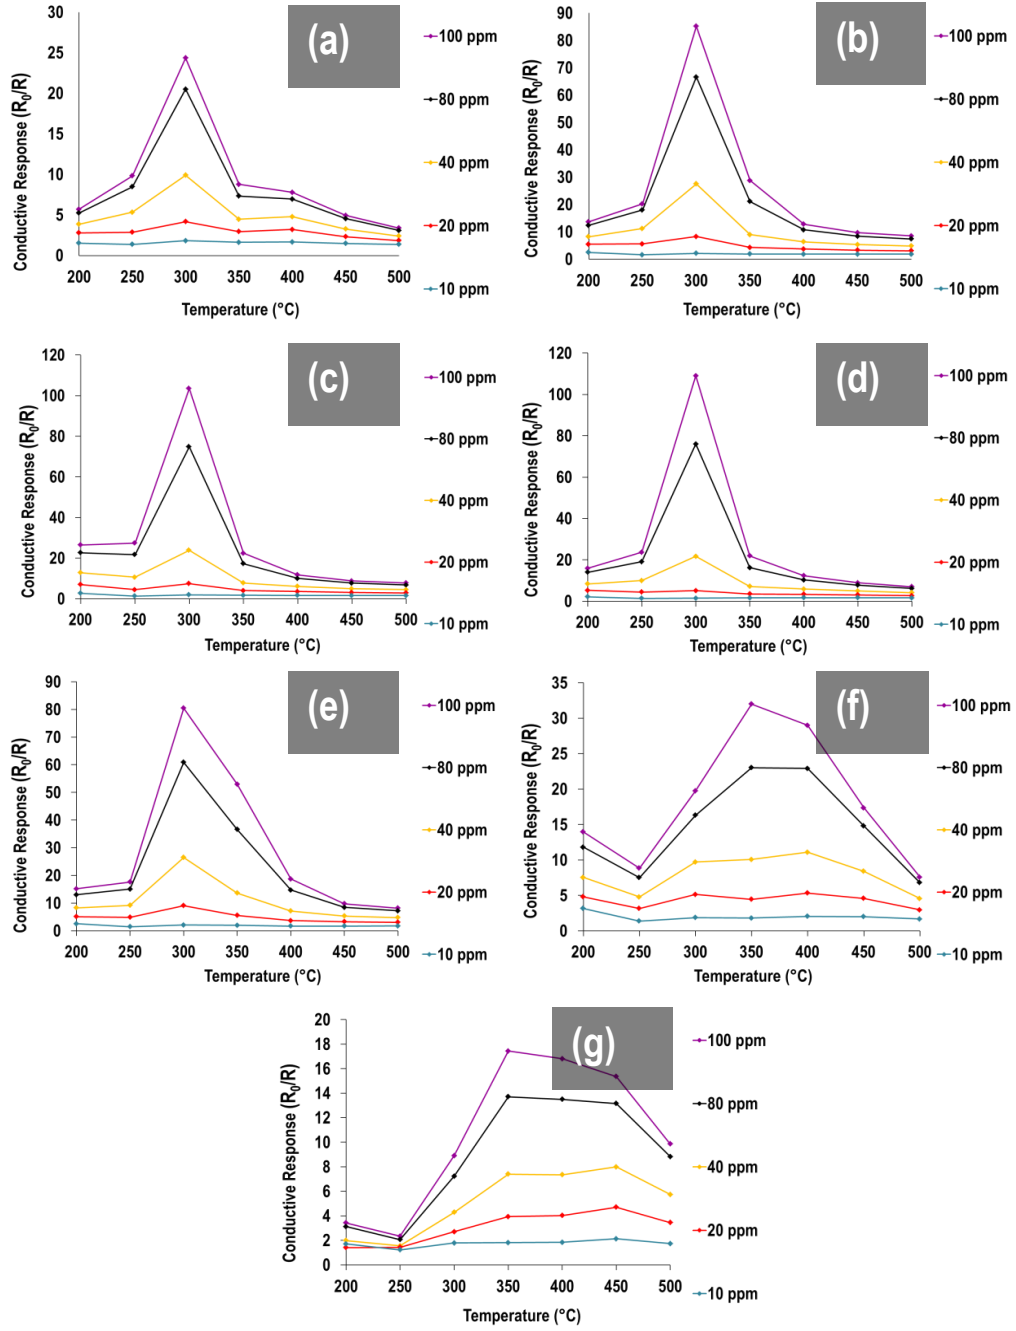 (a)
Conductive Response (R0/R)
30
25
20
15
10
5
0
200 250 300 350 400 450 500
Temperature (°C)
100 ppm
80 ppm
40 ppm
20 ppm
10 ppm
(b)
Conductive Response (R0/R)
90
80
70
60
50
40
30
20
10
0
200 250 300 350 400 450 500
Temperature (°C)
100 ppm
80 ppm
40 ppm
20 ppm
10 ppm
(c)
Conductive Response (R0/R)
120
100
80
60
40
20
0
200 250 300 350 400 450 500
Temperature (°C)
100 ppm
80 ppm
40 ppm
20 ppm
10 ppm
(d)
Conductive Response (R0/R)
120
100
80
60
40
20
0
200 250 300 350 400 450 500
Temperature (°C)
100 ppm
80 ppm
40 ppm
20 ppm
10 ppm
(e)
Conductive Response (R0/R)
90
80
70
60
50
40
30
20
10
0
200 250 300 350 400 450 500
Temperature (°C)
100 ppm
80 ppm
40 ppm
20 ppm
10 ppm
(f)
Conductive Response (R0/R)
35
30
25
20
15
10
5
0
200 250 300 350 400 450 500
Temperature (°C)
100 ppm
80 ppm
40 ppm
20 ppm
10 ppm
(g)
Conductive Response (R0/R)
20
18
16
14
12
10
8
6
4
2
0
200 250 300 350 400 450 500
Temperature (°C)
100 ppm
80 ppm
40 ppm
20 ppm
10 ppm